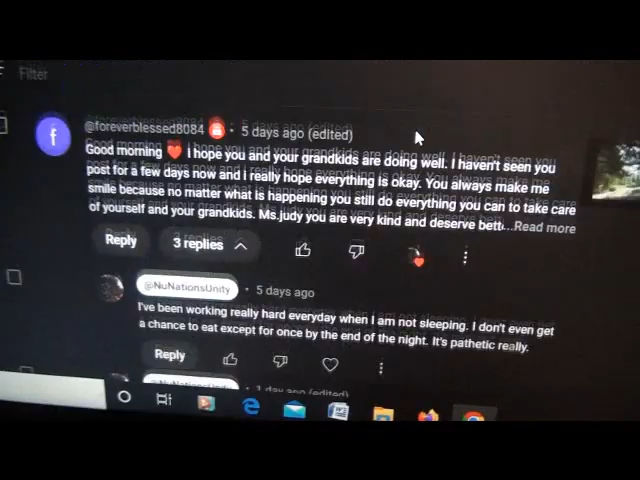 Filter
@foreverblessed8084 • 5 days ago (edited)
Good morning ❤️ i hope you and your grandkids are doing well. I haven't seen you
post for a few days now and i really hope everything is okay. You always make me
smile because no matter what is happening you still do everything you can to take care
of yourself and your grandkids. Ms.judy you are very kind and deserve bett...Read more
Reply 3 replies
@NuNationsUnity • 5 days ago
I've been working really hard everyday when I am not sleeping. I don't even get
a chance to eat except for once by the end of the night. It's pathetic really.
Reply
@NuNationsUnity • 1 day ago (edited)